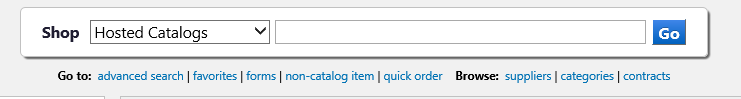 Shop Hosted Catalogs Go
Go to: advanced search | favorites | forms | non-catalog item | quick order Browse: suppliers | categories | contracts